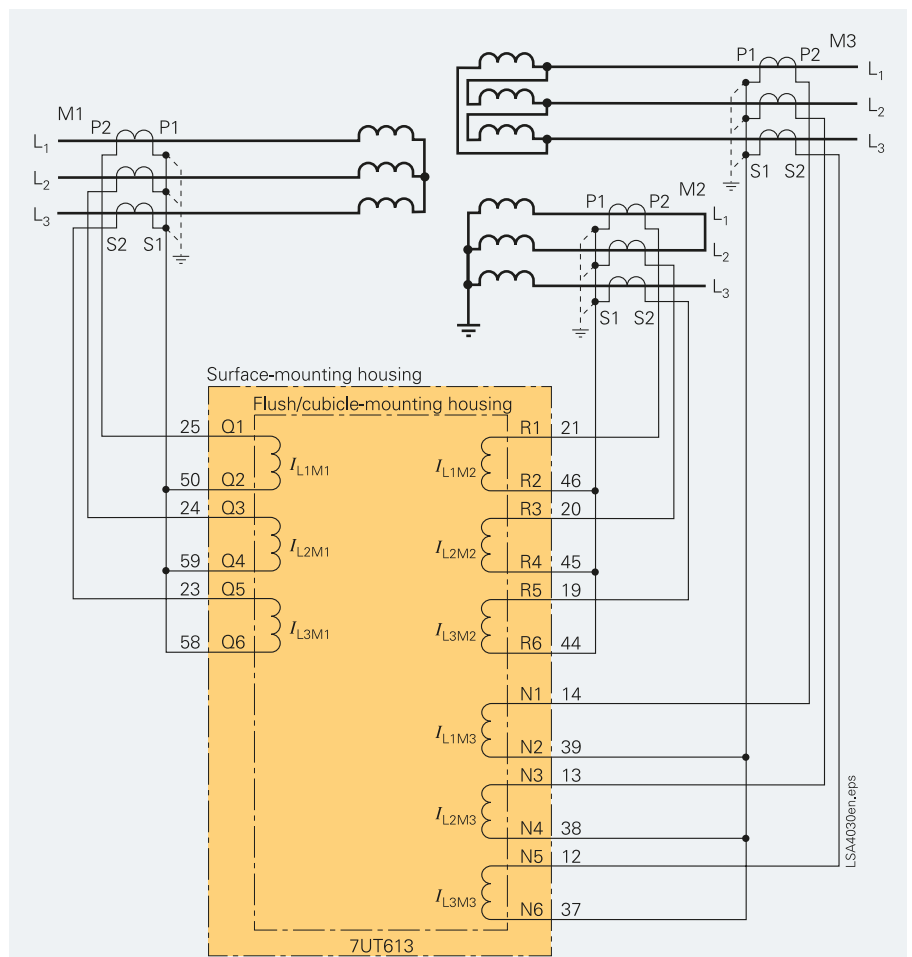 M3
P1 P2
L1
M1
P2 P1
L2
L1
L3
L2
S1 S2
M2
P1 P2
L3
L1
S2 S1
L2
L3
S1 S2
Surface-mounting housing
Flush/cubicle-mounting housing
25 Q1
R1 21
IL1M1
IL1M2
50 Q2
R2 46
24 Q3
R3 20
IL2M1
IL2M2
59 Q4
R4 45
23 Q5
R5 19
IL3M1
IL3M2
58 Q6
R6 44
N1 14
IL1M3
N2 39
N3 13
IL2M3
N4 38
N5 12
IL3M3
N6 37
7UT613
LSA4030en.eps